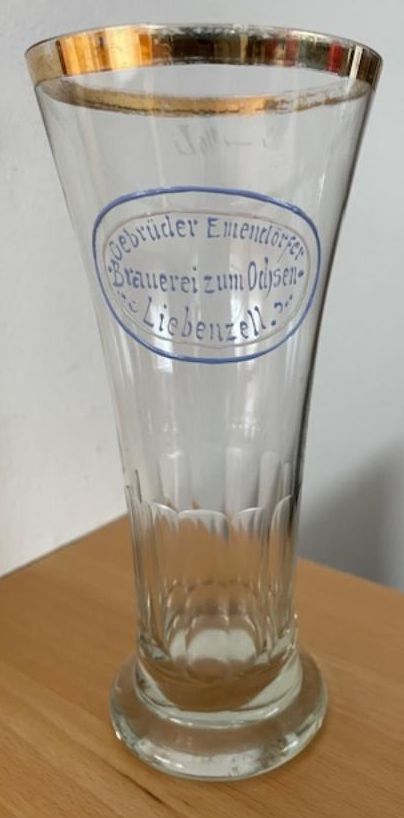 Gebrüder Emendörfer
Brauerei zum Ochsen
Liebenzell.